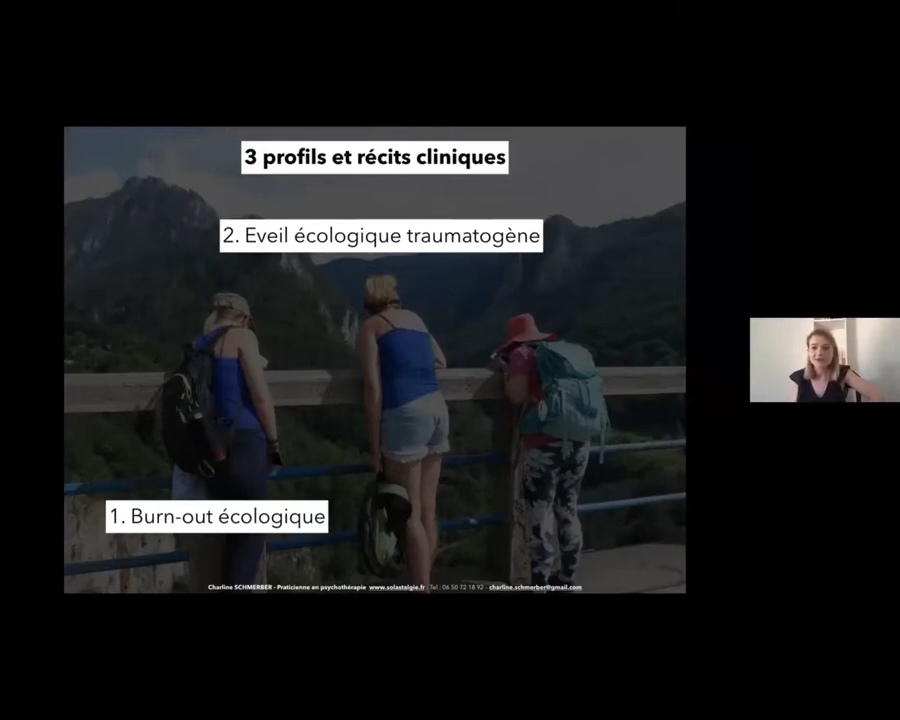 3 profils et récits cliniques
2. Eveil écologique traumatogène
1. Burn-out écologique
Charline SCHMERBER - Praticienne en psychothérapie www.solastalgie.fr Tel : 06 50 72 18 92 - charline.schmerber@gmail.com